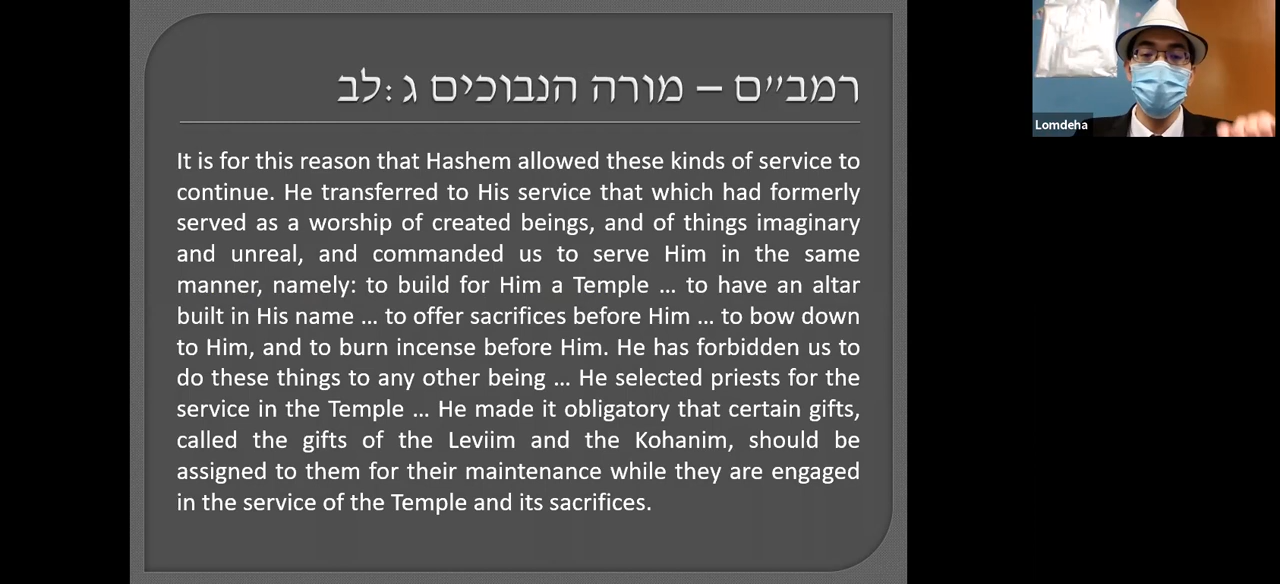 רמב״ם – מורה הנבוכים ג:לב
It is for this reason that Hashem allowed these kinds of service to
continue. He transferred to His service that which had formerly
served as a worship of created beings, and of things imaginary
and unreal, and commanded us to serve Him in the same
manner, namely: to build for Him a Temple … to have an altar
built in His name … to offer sacrifices before Him … to bow down
to Him, and to burn incense before Him. He has forbidden us to
do these things to any other being … He selected priests for the
service in the Temple … He made it obligatory that certain gifts,
called the gifts of the Leviim and the Kohanim, should be
assigned to them for their maintenance while they are engaged
in the service of the Temple and its sacrifices.
Lomdeha